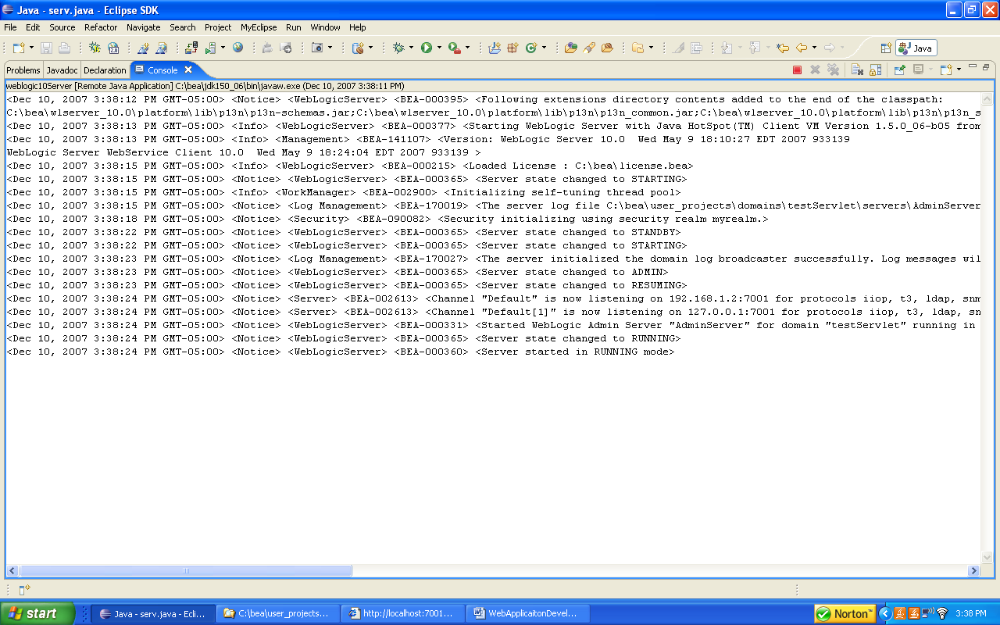 Java - serv.java - Eclipse SDK
File Edit Source Refactor Navigate Search Project MyEclipse Run Window Help
2.0
Java
Problems Javadoc Declaration Console
weblogic10Server [Remote Java Application] C:\bea\jdk150_06\bin\javaw.exe (Dec 10, 2007 3:38:11 PM)
<Dec 10, 2007 3:38:12 PM GMT-05:00> <Notice> <WebLogicServer> <BEA-000395> <Following extensions directory contents added to the end of the classpath:
C:\bea\wlserver_10.0\platform\lib\p13n\p13n-schemas.jar;C:\bea\wlserver_10.0\platform\lib\p13n\p13n_common.jar;C:\bea\wlserver_10.0\platform\lib\p13n\p13n_s
<Dec 10, 2007 3:38:13 PM GMT-05:00> <Info> <WebLogicServer> <BEA-000377> <Starting WebLogic Server with Java HotSpot(TM) Client VM Version 1.5.0_06-b05 from
<Dec 10, 2007 3:38:13 PM GMT-05:00> <Info> <Management> <BEA-141107> <Version: WebLogic Server 10.0  Wed May 9 18:10:27 EDT 2007 933139
WebLogic Server WebService Client 10.0  Wed May 9 18:24:04 EDT 2007 933139 >
<Dec 10, 2007 3:38:15 PM GMT-05:00> <Info> <WebLogicServer> <BEA-000215> <Loaded License : C:\bea\license.bea>
<Dec 10, 2007 3:38:15 PM GMT-05:00> <Notice> <WebLogicServer> <BEA-000365> <Server state changed to STARTING>
<Dec 10, 2007 3:38:15 PM GMT-05:00> <Info> <WorkManager> <BEA-002900> <Initializing self-tuning thread pool>
<Dec 10, 2007 3:38:15 PM GMT-05:00> <Notice> <Log Management> <BEA-170019> <The server log file C:\bea\user_projects\domains\testServlet\servers\AdminServer
<Dec 10, 2007 3:38:18 PM GMT-05:00> <Notice> <Security> <BEA-090082> <Security initializing using security realm myrealm.>
<Dec 10, 2007 3:38:22 PM GMT-05:00> <Notice> <WebLogicServer> <BEA-000365> <Server state changed to STANDBY>
<Dec 10, 2007 3:38:22 PM GMT-05:00> <Notice> <WebLogicServer> <BEA-000365> <Server state changed to STARTING>
<Dec 10, 2007 3:38:23 PM GMT-05:00> <Notice> <Log Management> <BEA-170027> <The server initialized the domain log broadcaster successfully. Log messages wil
<Dec 10, 2007 3:38:23 PM GMT-05:00> <Notice> <WebLogicServer> <BEA-000365> <Server state changed to ADMIN>
<Dec 10, 2007 3:38:23 PM GMT-05:00> <Notice> <WebLogicServer> <BEA-000365> <Server state changed to RESUMING>
<Dec 10, 2007 3:38:24 PM GMT-05:00> <Notice> <Server> <BEA-002613> <Channel "Default" is now listening on 192.168.1.2:7001 for protocols iiop, t3, ldap, snm
<Dec 10, 2007 3:38:24 PM GMT-05:00> <Notice> <Server> <BEA-002613> <Channel "Default[1]" is now listening on 127.0.0.1:7001 for protocols iiop, t3, ldap, sn
<Dec 10, 2007 3:38:24 PM GMT-05:00> <Notice> <WebLogicServer> <BEA-000331> <Started WebLogic Admin Server "AdminServer" for domain "testServlet" running in
<Dec 10, 2007 3:38:24 PM GMT-05:00> <Notice> <WebLogicServer> <BEA-000365> <Server state changed to RUNNING>
<Dec 10, 2007 3:38:24 PM GMT-05:00> <Notice> <WebLogicServer> <BEA-000360> <Server started in RUNNING mode>
start Java - serv.java - Ecli... C:\bea\user_projects... http://localhost:7001... WebApplicaitonDevel... Norton™ 3:38 PM